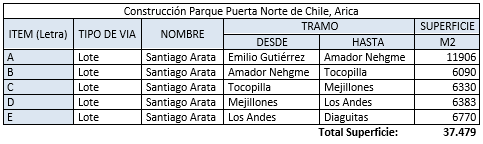 Construcción Parque Puerta Norte de Chile, Arica
ITEM (Letra) TIPO DE VIA NOMBRE TRAMO SUPERFICIE
DESDE HASTA M2
A Lote Santiago Arata Emilio Gutiérrez Amador Nehgme 11906
B Lote Santiago Arata Amador Nehgme Tocopilla 6090
C Lote Santiago Arata Tocopilla Mejillones 6330
D Lote Santiago Arata Mejillones Los Andes 6383
E Lote Santiago Arata Los Andes Diaguitas 6770
Total Superficie: 37.479